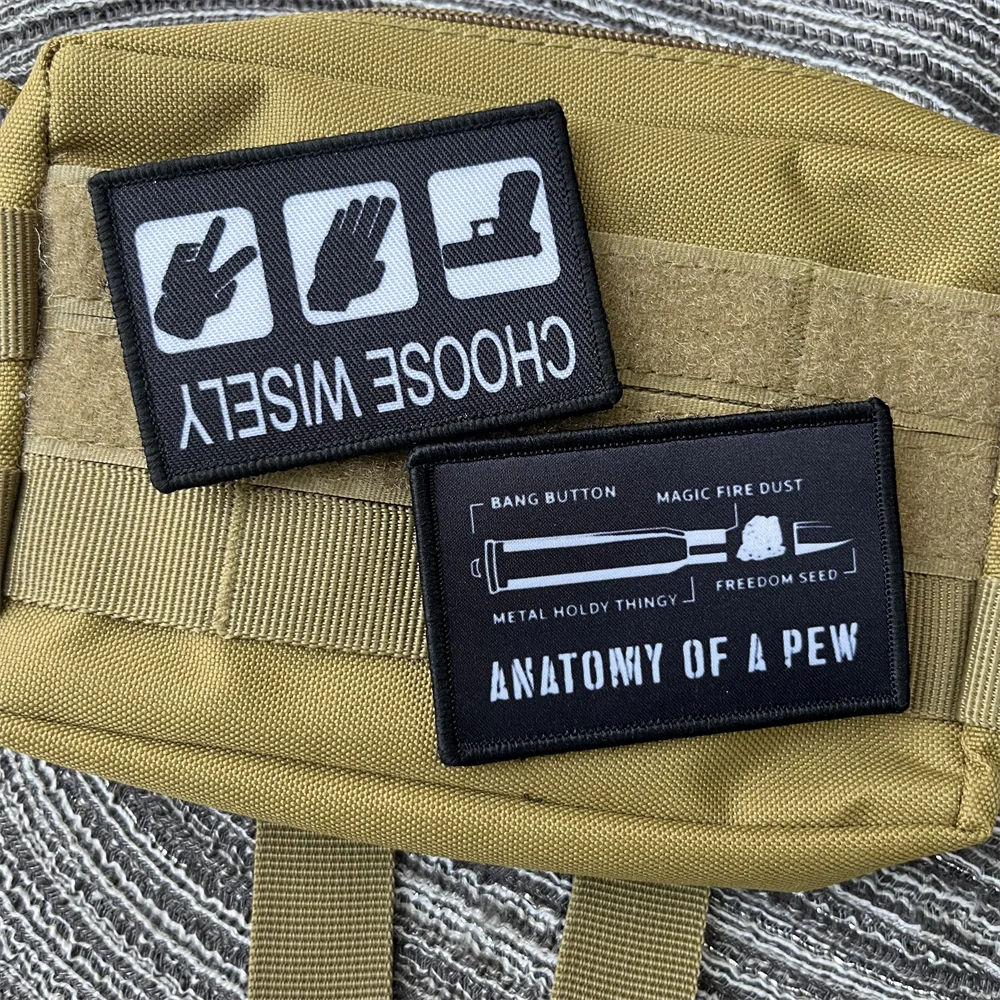 CHOOSE WISELY
BANG BUTTON
MAGIC FIRE DUST
METAL HOLDY THINGY
FREEDOM SEED
ANATOMY OF A PEW